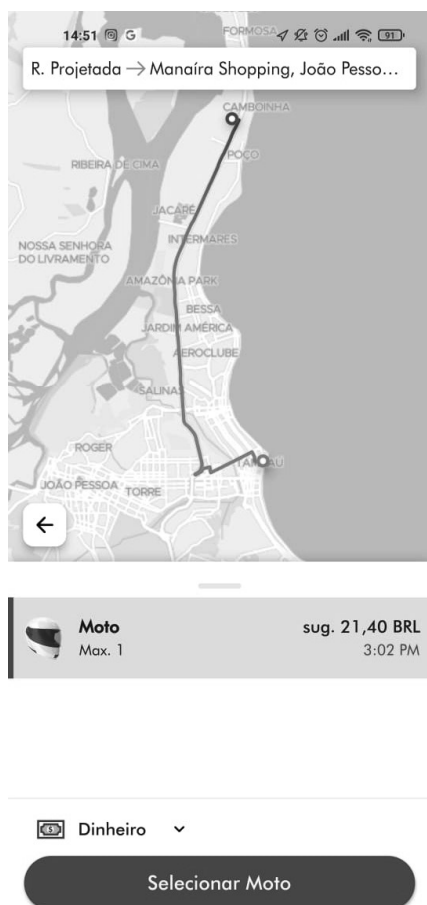 14:51 G 91
FORMOSA
R. Projetada → Manaíra Shopping, João Pesso...
CAMBOINHA
POÇO
RIBEIRA DE CIMA
JACARÉ
INTERMARES
NOSSA SENHORA
DO LIVRAMENTO
AMAZÔNIA PARK
BESSA
JARDIM AMÉRICA
AEROCLUBE
SALINAS
ROGER
TAMBAÚ
JOÃO PESSOA
TORRE
Moto sug. 21,40 BRL
Max. 1 3:02 PM
Dinheiro
Selecionar Moto